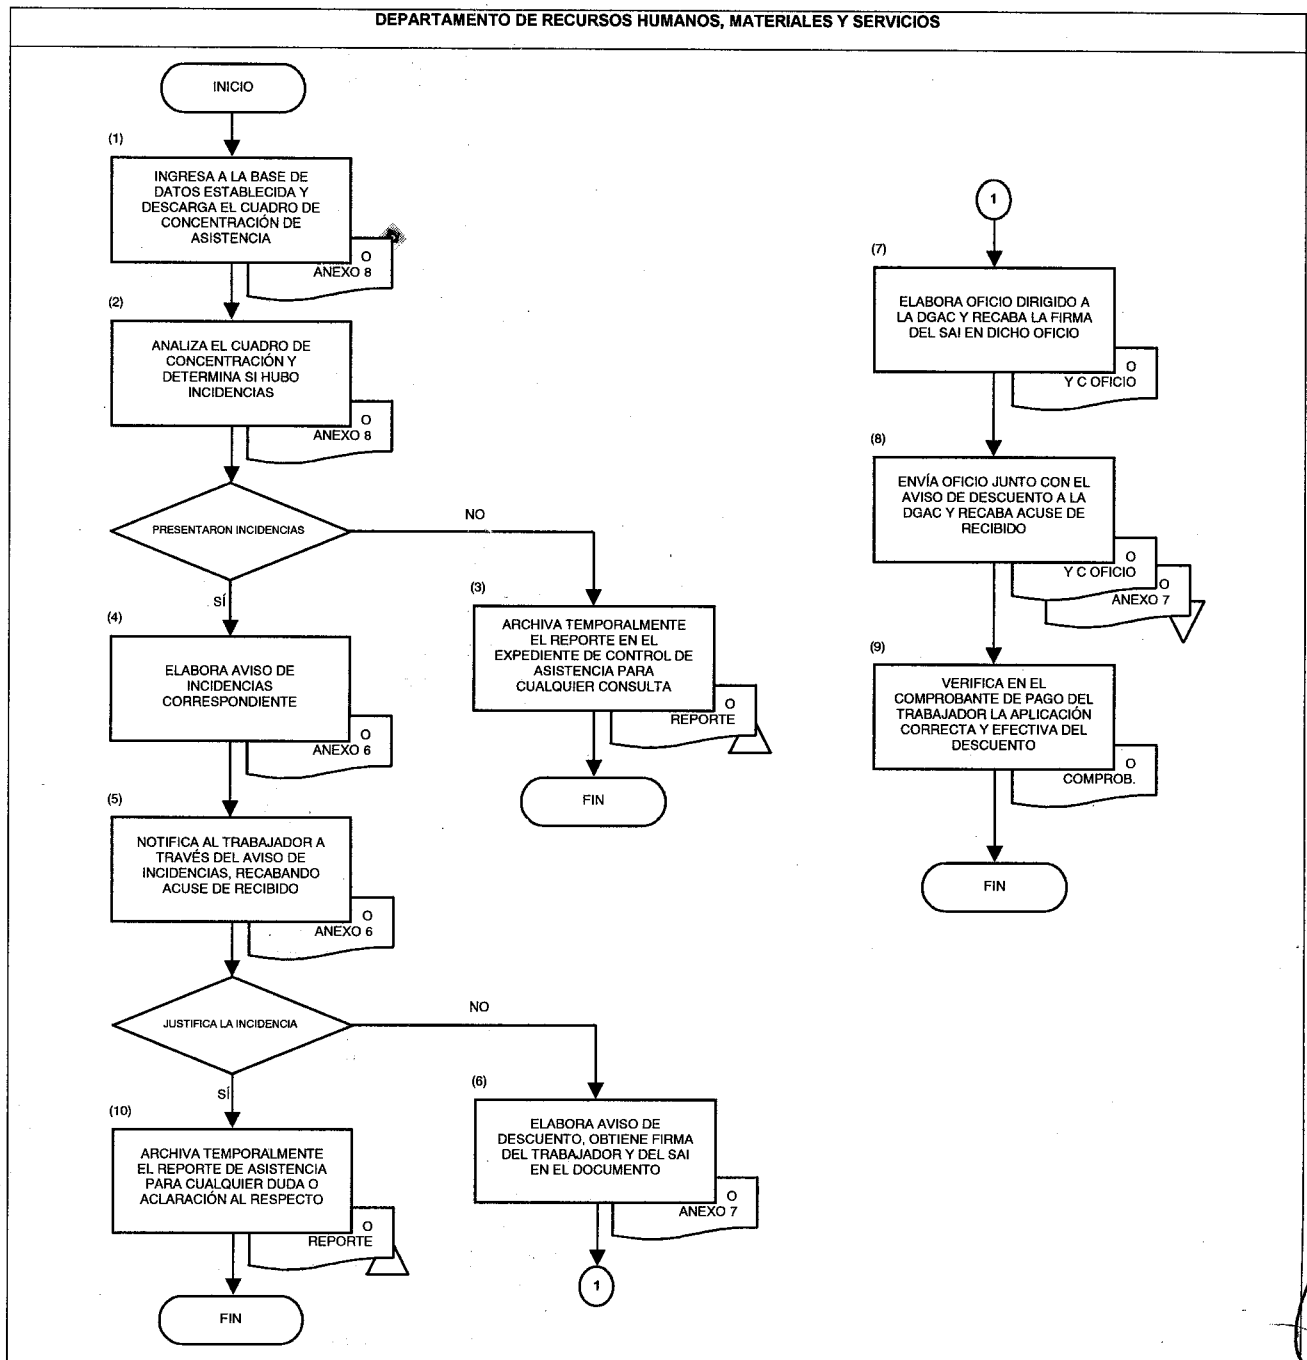 DEPARTAMENTO DE RECURSOS HUMANOS, MATERIALES Y SERVICIOS
INICIO
(1)
INGRESA A LA BASE DE
DATOS ESTABLECIDA Y
DESCARGA EL CUADRO DE
CONCENTRACIÓN DE
ASISTENCIA
O
ANEXO 8
(2)
ANALIZA EL CUADRO DE
CONCENTRACIÓN Y
DETERMINA SI HUBO
INCIDENCIAS
O
ANEXO 8
PRESENTARON INCIDENCIAS
NO
SÍ
(3)
ARCHIVA TEMPORALMENTE
EL REPORTE EN EL
EXPEDIENTE DE CONTROL DE
ASISTENCIA PARA
CUALQUIER CONSULTA
O
REPORTE
FIN
(4)
ELABORA AVISO DE
INCIDENCIAS
CORRESPONDIENTE
O
ANEXO 6
(5)
NOTIFICA AL TRABAJADOR A
TRAVÉS DEL AVISO DE
INCIDENCIAS, RECABANDO
ACUSE DE RECIBIDO
O
ANEXO 6
JUSTIFICA LA INCIDENCIA
NO
SÍ
(6)
ELABORA AVISO DE
DESCUENTO, OBTIENE FIRMA
DEL TRABAJADOR Y DEL SAI
EN EL DOCUMENTO
O
ANEXO 7
1
(10)
ARCHIVA TEMPORALMENTE
EL REPORTE DE ASISTENCIA
PARA CUALQUIER DUDA O
ACLARACIÓN AL RESPECTO
O
REPORTE
FIN
1
(7)
ELABORA OFICIO DIRIGIDO A
LA DGAC Y RECABA LA FIRMA
DEL SAI EN DICHO OFICIO
O
Y C OFICIO
(8)
ENVÍA OFICIO JUNTO CON EL
AVISO DE DESCUENTO A LA
DGAC Y RECABA ACUSE DE
RECIBIDO
O
Y C OFICIO
O
ANEXO 7
(9)
VERIFICA EN EL
COMPROBANTE DE PAGO DEL
TRABAJADOR LA APLICACIÓN
CORRECTA Y EFECTIVA DEL
DESCUENTO
O
COMPROB.
FIN